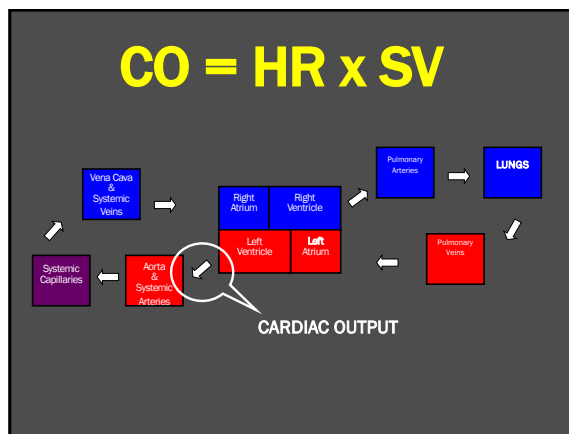 CO = HR x SV
Pulmonary
Arteries
LUNGS
Vena Cava
&
Systemic
Veins
Right
Atrium
Right
Ventricle
Left
Ventricle
Left
Atrium
Pulmonary
Veins
Systemic
Capillaries
Aorta
&
Systemic
Arteries
CARDIAC OUTPUT